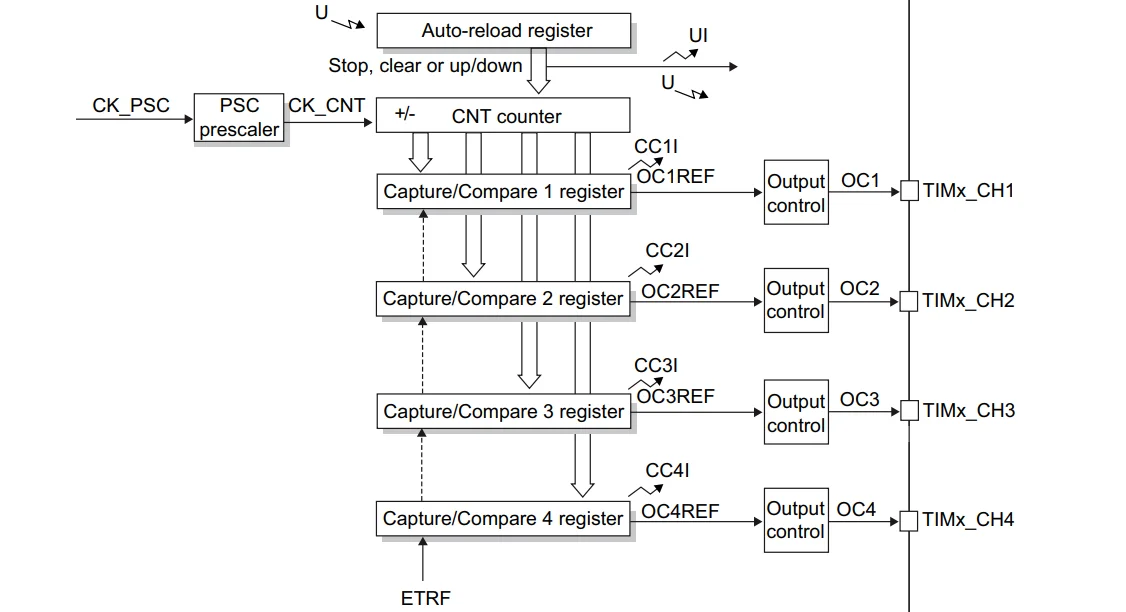 U
Auto-reload register
UI
Stop, clear or up/down
U
CK_PSC
PSC
prescaler
CK_CNT
+/-
CNT counter
CC1I
Capture/Compare 1 register
OC1REF
Output
control
OC1
TIMx_CH1
CC2I
Capture/Compare 2 register
OC2REF
Output
control
OC2
TIMx_CH2
CC3I
Capture/Compare 3 register
OC3REF
Output
control
OC3
TIMx_CH3
CC4I
Capture/Compare 4 register
OC4REF
Output
control
OC4
TIMx_CH4
ETRF